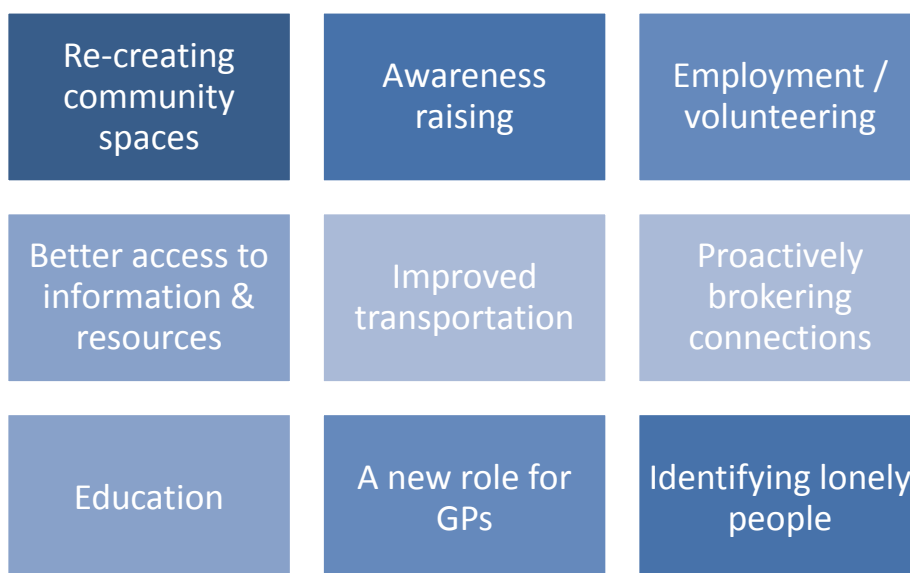 Re-creating
community
spaces
Awareness
raising
Employment /
volunteering
Better access to
information &
resources
Improved
transportation
Proactively
brokering
connections
Education
A new role for
GPs
Identifying lonely
people